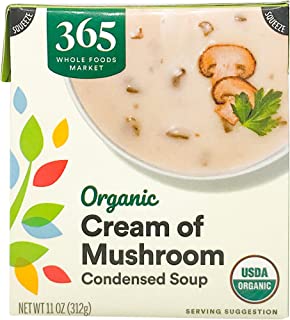 SQUEEZE
SQUEEZE
365
WHOLE FOODS
MARKET
Organic
Cream of
Mushroom
Condensed Soup
USDA
ORGANIC
NET WT 11 OZ (312g)
SERVING SUGGESTION